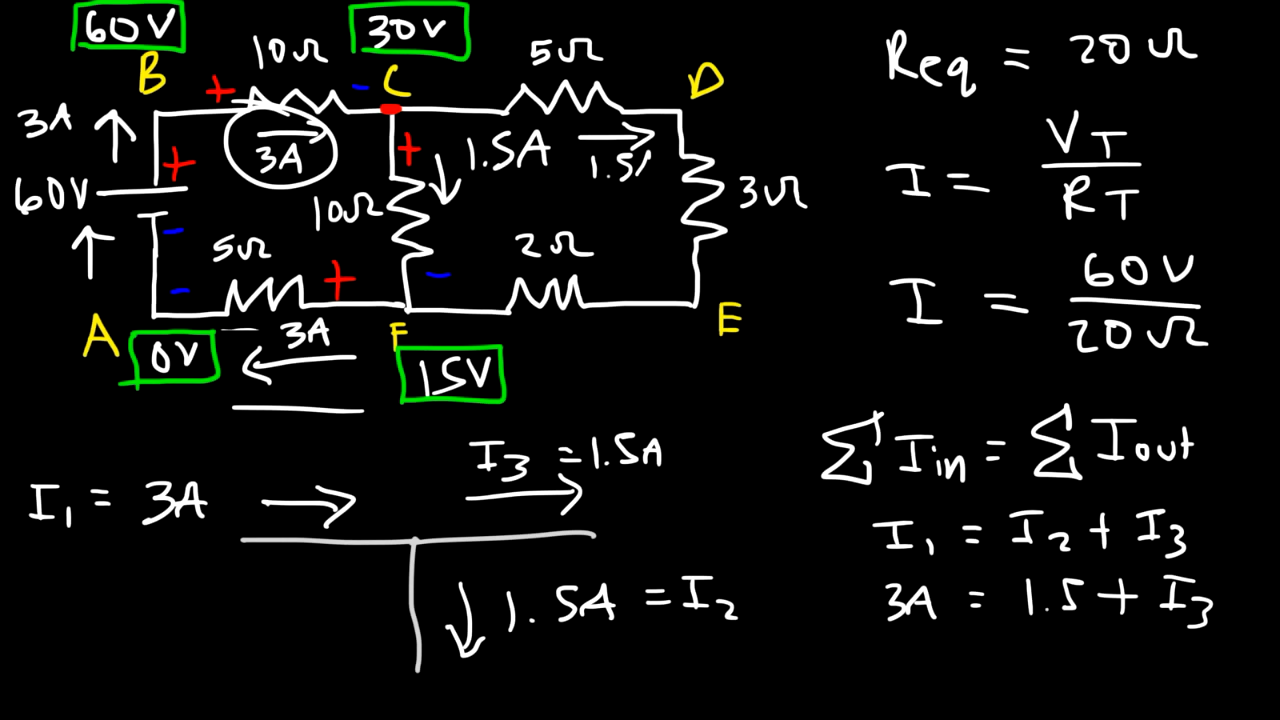 60V
30V
B
10Ω
C
5Ω
D
3A
3A
1.5A
1.5A
60V
10Ω
3Ω
5Ω
2Ω
A
0V
3A
F
15V
E
Req = 20Ω
I = VT / RT
I = 60V / 20Ω
I3 = 1.5A
I1 = 3A
1.5A = I2
∑ Iin = ∑ Iout
I1 = I2 + I3
3A = 1.5 + I3